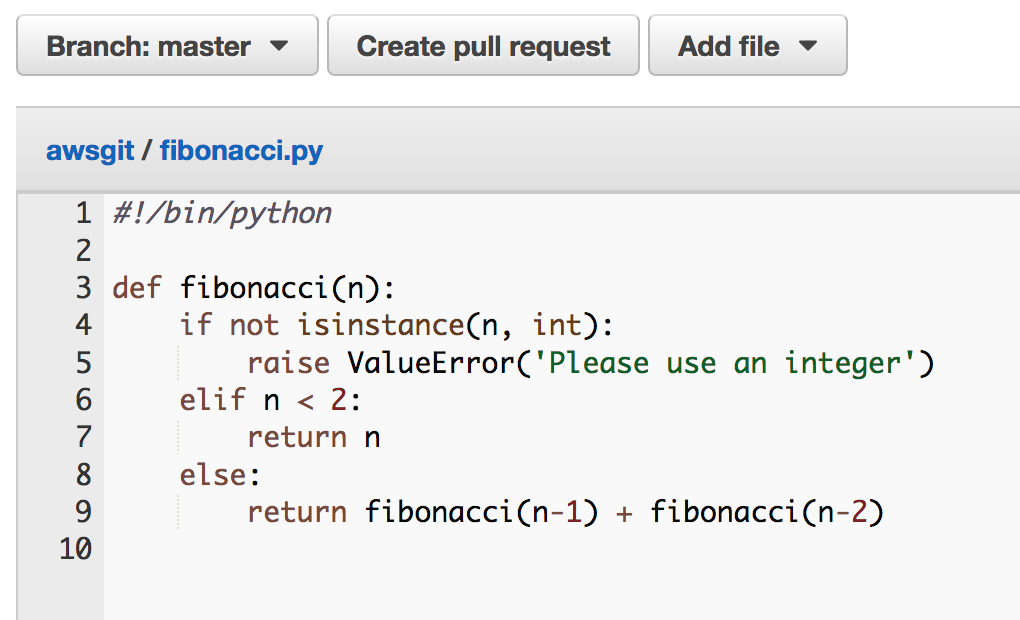 Branch: master Create pull request Add file
awsgit / fibonacci.py
1 #!/bin/python
2
3 def fibonacci(n):
4     if not isinstance(n, int):
5         raise ValueError('Please use an integer')
6     elif n < 2:
7         return n
8     else:
9         return fibonacci(n-1) + fibonacci(n-2)
10